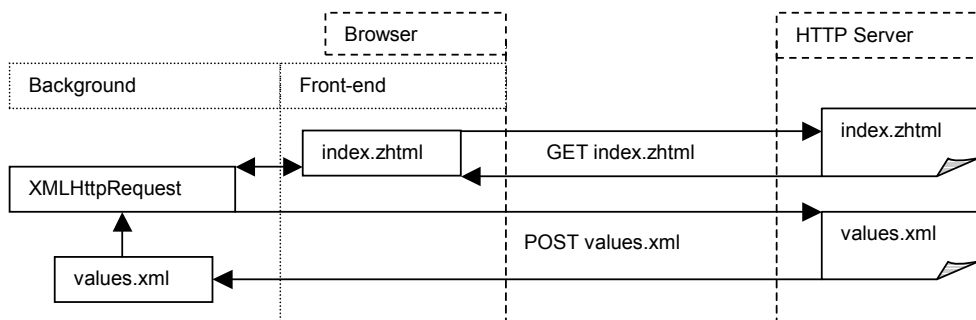 Browser
HTTP Server
Background
Front-end
index.zhtml
GET index.zhtml
index.zhtml
XMLHttpRequest
POST values.xml
values.xml
values.xml